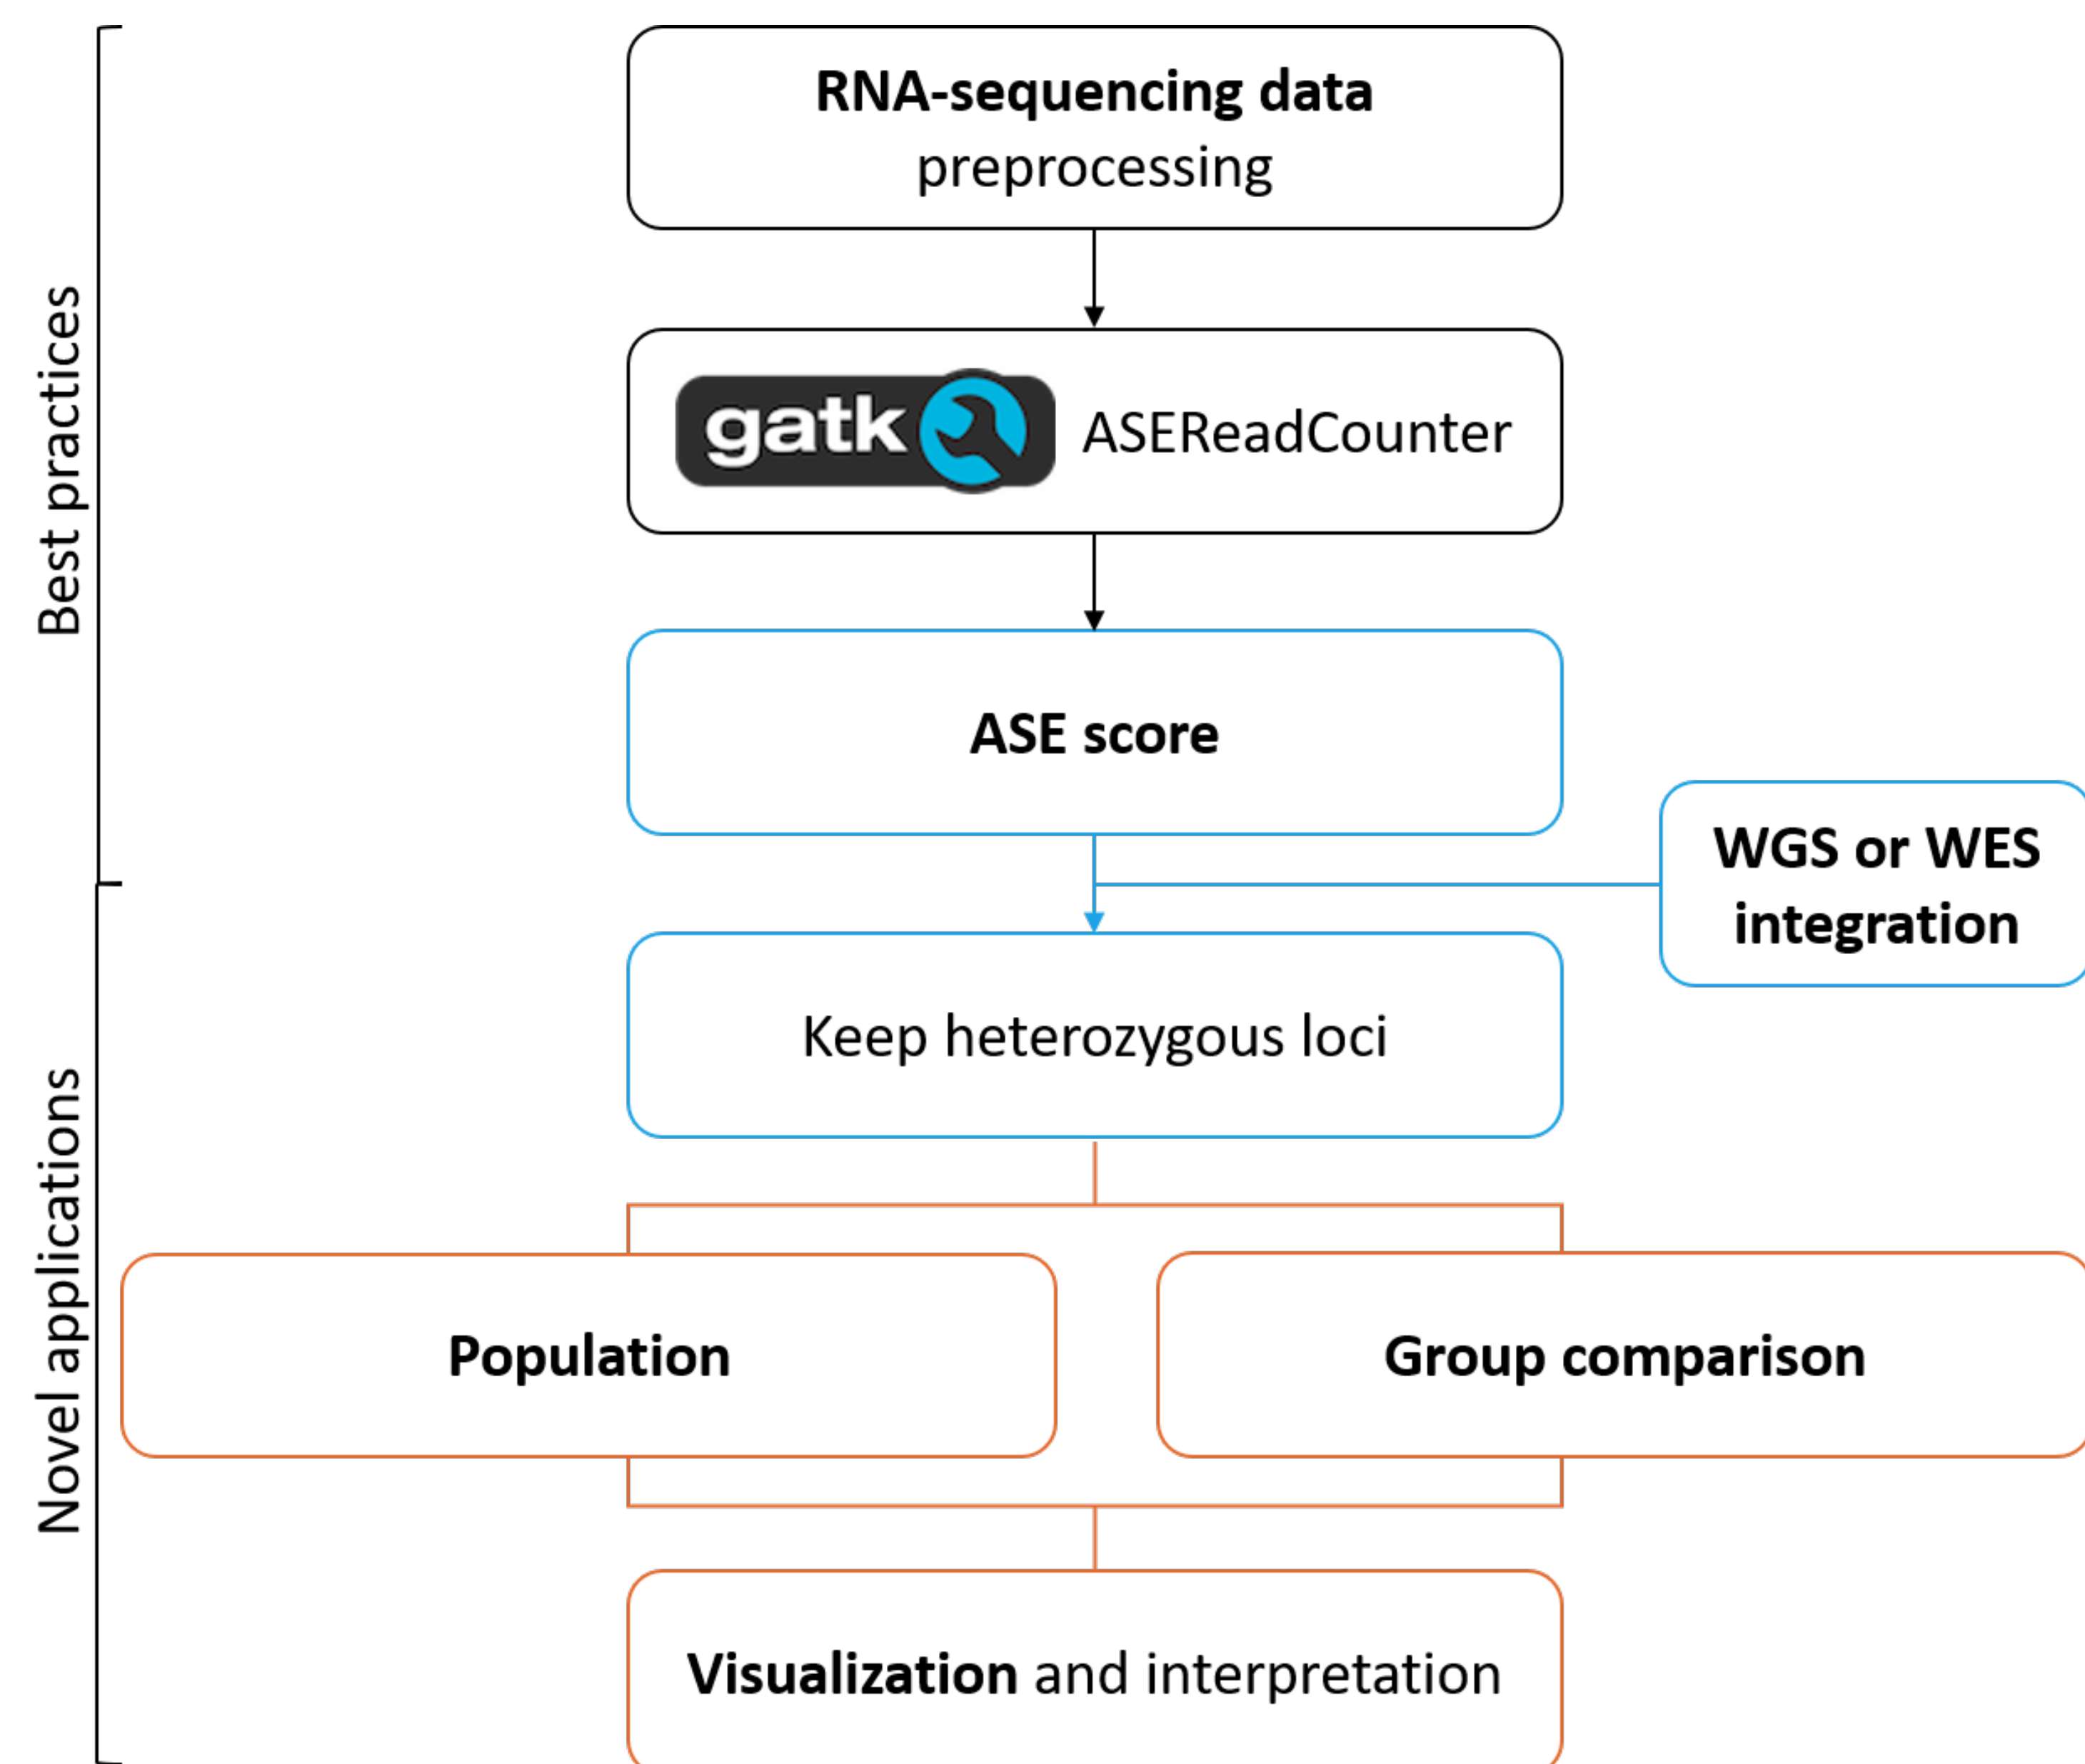 Best practices
RNA-sequencing data
preprocessing
gatk ASEReadCounter
ASE score
WGS or WES
integration
Novel applications
Keep heterozygous loci
Population
Group comparison
Visualization and interpretation